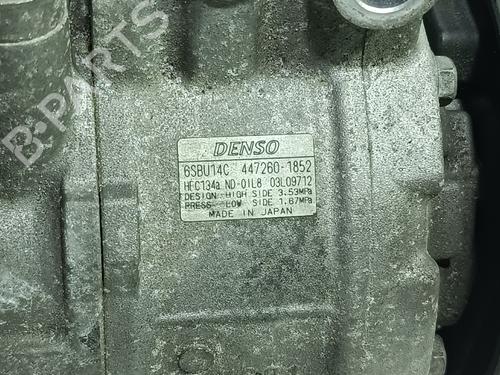 B-PARTS
DENSO
6SBU14C 447260-1852
HFC134a ND-OIL8 03L09712
DESIGN HIGH SIDE 3.53MPa
PRESS LOW SIDE 1.67MPa
MADE IN JAPAN